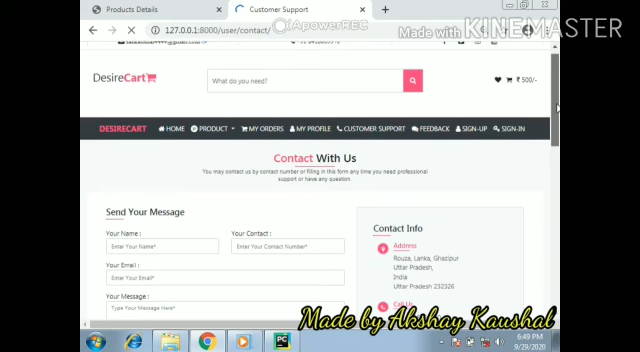 Products Details
Customer Support
127.0.0.1:8000/user/contact/
ApowerREC
Made with KINEMASTER
DesireCart
What do you need?
₹ 500/-
DESIRECART HOME PRODUCT MY ORDERS MY PROFILE CUSTOMER SUPPORT FEEDBACK SIGN-UP SIGN-IN
Contact With Us
You may contact us by contact number or filling in this form any time you need professional
support or have any question.
Send Your Message
Your Name :
Your Contact :
Enter Your Name*
Enter Your Contact Number*
Your Email :
Enter Your Email*
Your Message :
Type Your Message Here*
Contact Info
Address
Rouza, Lanka, Ghazipur
Uttar Pradesh,
India
Uttar Pradesh 232326
Call Us
Made by Akshay Kaushal
6:49 PM
9/29/2020